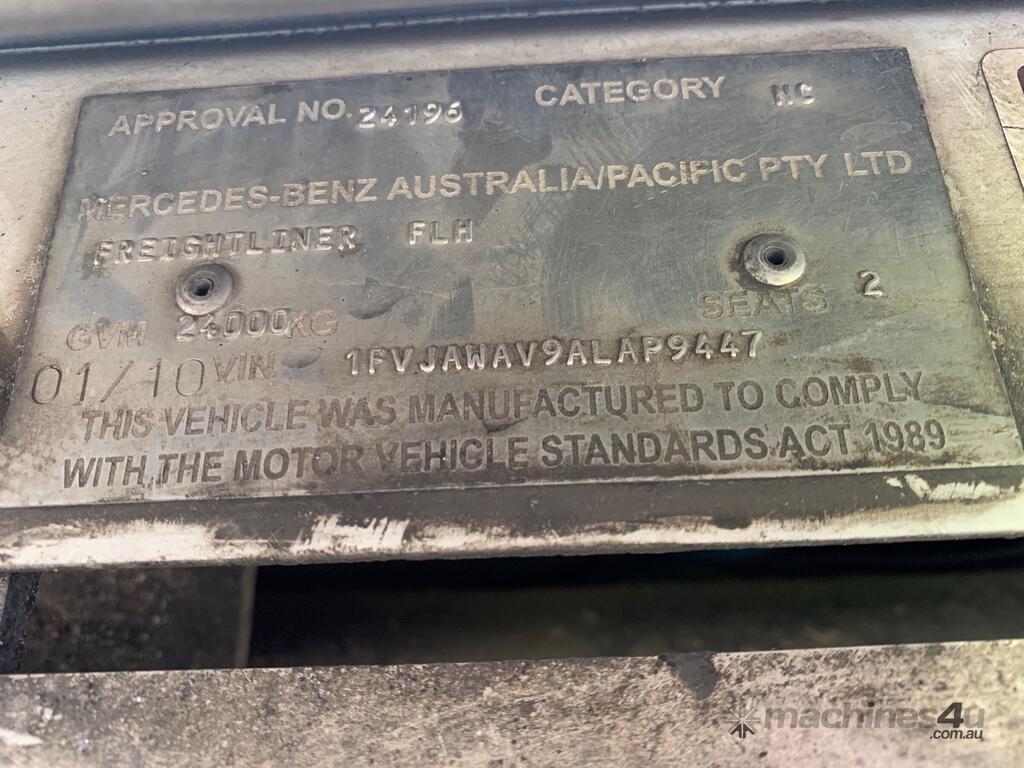 APPROVAL NO. 24196 CATEGORY NC
MERCEDES-BENZ AUSTRALIA/PACIFIC PTY LTD
FREIGHTLINER FLH
GVM 24000KG SEATS 2
01/10 VIN 1FVJAWAV9ALAP9447
THIS VEHICLE WAS MANUFACTURED TO COMPLY
WITH THE MOTOR VEHICLE STANDARDS ACT 1989
machines4u
.com.au